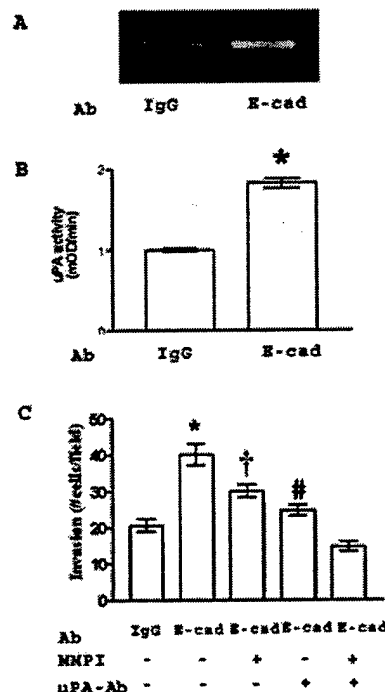 A
Ab IgG E-cad
B
uPA activity
(mOD/min)
2
*
1
0
Ab IgG E-cad
C
Invasion (#cells/field)
50
40
30
20
10
0
* † #
Ab IgG E-cad E-cad E-cad E-cad
MMPI - - + - +
uPA-Ab - - - + +